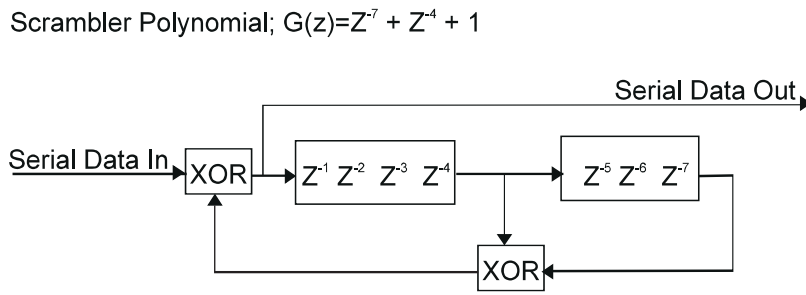 Scrambler Polynomial; G(z)=Z⁻⁷ + Z⁻⁴ + 1
Serial Data Out
Serial Data In
XOR
Z⁻¹ Z⁻² Z⁻³ Z⁻⁴
Z⁻⁵ Z⁻⁶ Z⁻⁷
XOR